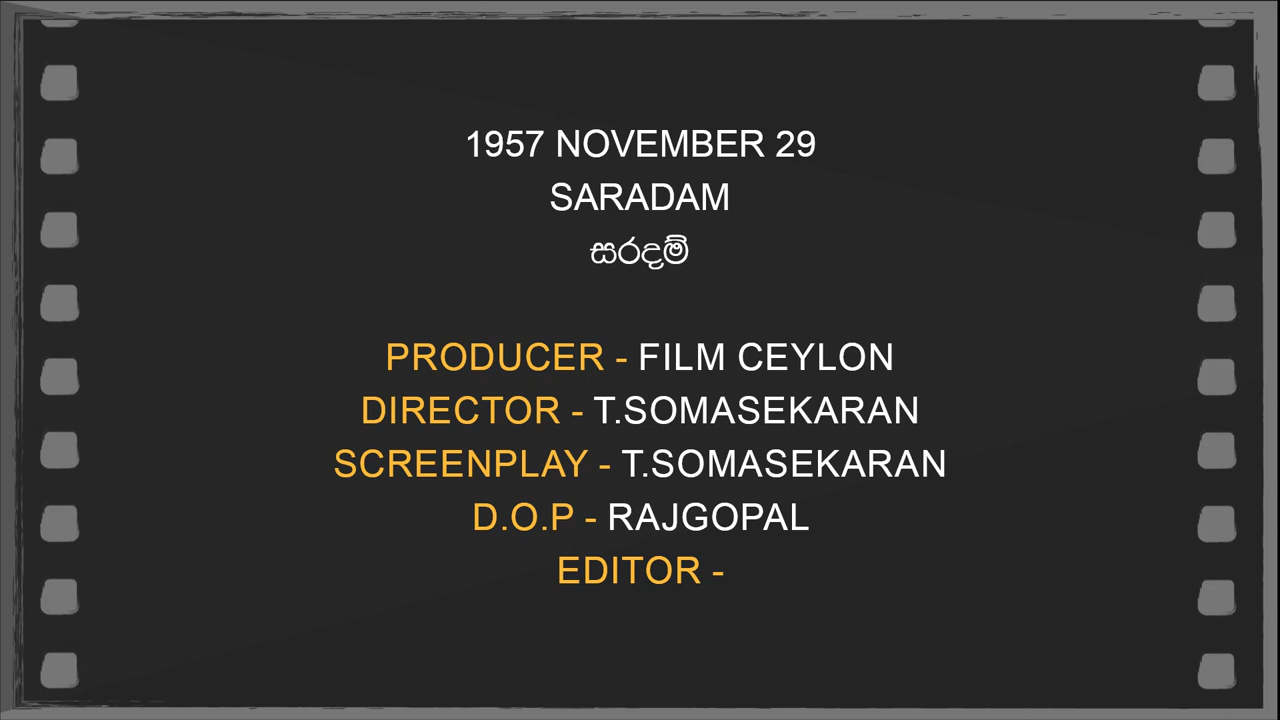 1957 NOVEMBER 29
SARADAM
සරදම්
PRODUCER - FILM CEYLON
DIRECTOR - T.SOMASEKARAN
SCREENPLAY - T.SOMASEKARAN
D.O.P - RAJGOPAL
EDITOR -